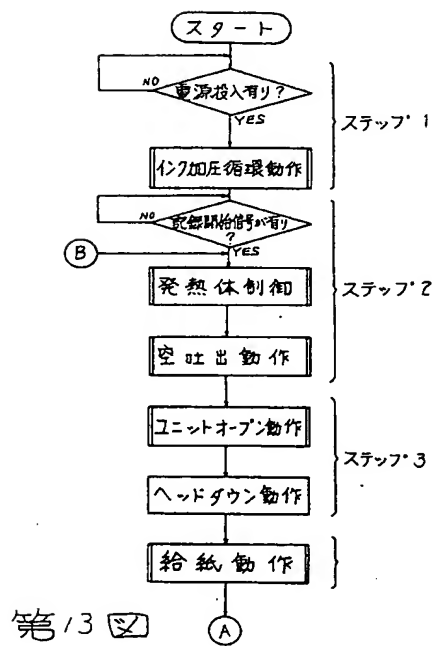 スタート
NO
電源投入有り?
YES
ステップ 1
インク加圧循環動作
NO
記録開始信号が有り
?
B
YES
発熱体制御
ステップ 2
空吐出動作
ユニットオープン動作
ステップ 3
ヘッドダウン動作
給紙動作
第13図
A